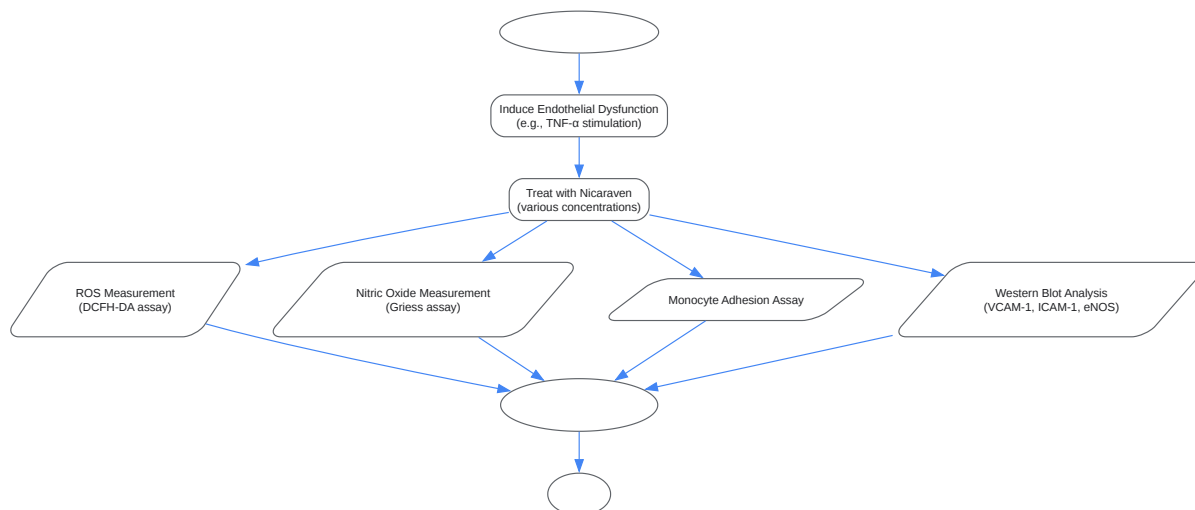 Induce Endothelial Dysfunction
(e.g., TNF-α stimulation)
Treat with Nicaraven
(various concentrations)
ROS Measurement
(DCFH-DA assay)
Nitric Oxide Measurement
(Griess assay)
Monocyte Adhesion Assay
Western Blot Analysis
(VCAM-1, ICAM-1, eNOS)